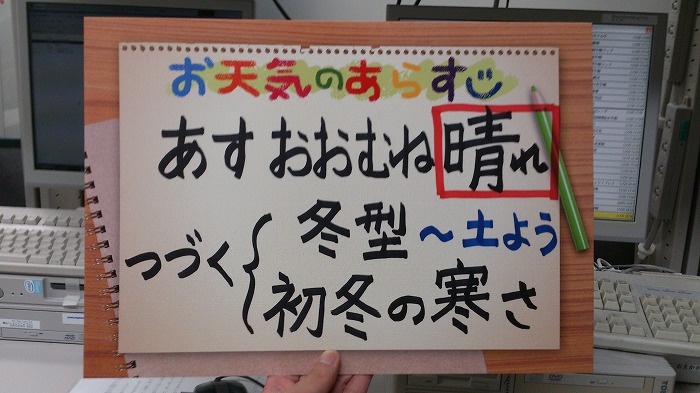 お天気のあらすじ
あす おおむね 晴れ
つづく
冬型 ～土よう
初冬の寒さ